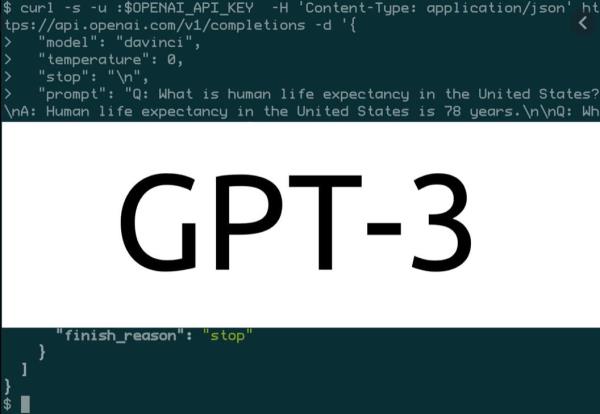 $ curl -s -u :$OPENAI_API_KEY  -H 'Content-Type: application/json' ht
tps://api.openai.com/v1/completions -d '{
>   "model": "davinci",
>   "temperature": 0,
>   "stop": "\n",
>   "prompt": "Q: What is human life expectancy in the United States?
\nA: Human life expectancy in the United States is 78 years.\n\nQ: Wh
GPT-3
"finish_reason": "stop"
}
]
}
$